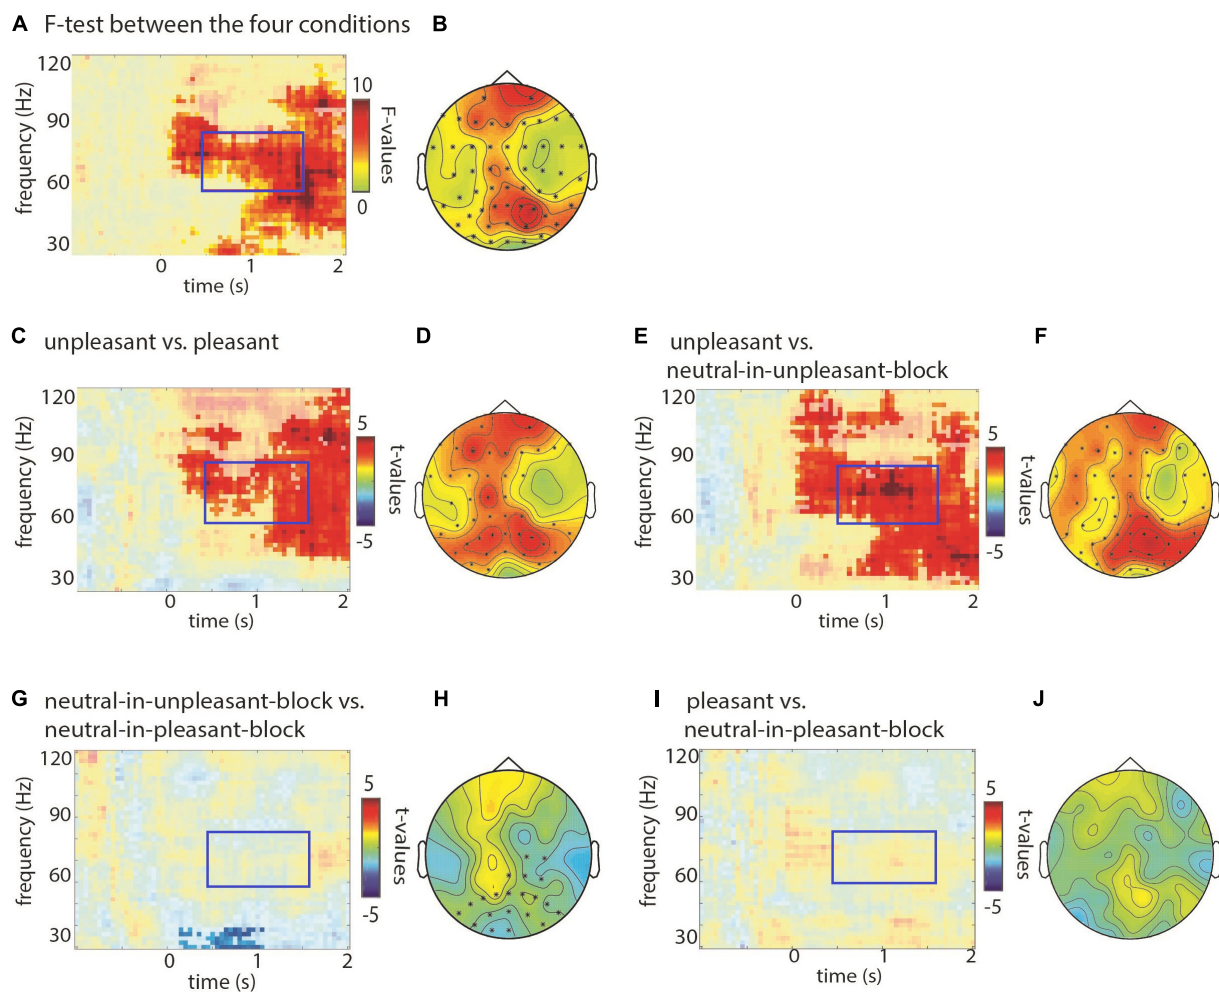 A F-test between the four conditions B
120
90
60
30
frequency (Hz)
0 1 2
time (s)
10
0
F-values
C unpleasant vs. pleasant D
120
90
60
30
frequency (Hz)
0 1 2
time (s)
5
-5
t-values
E unpleasant vs. F
neutral-in-unpleasant-block
120
90
60
30
frequency (Hz)
0 1 2
time (s)
5
-5
t-values
G neutral-in-unpleasant-block vs. H
neutral-in-pleasant-block
120
90
60
30
frequency (Hz)
0 1 2
time (s)
5
-5
t-values
I pleasant vs. J
neutral-in-pleasant-block
120
90
60
30
frequency (Hz)
0 1 2
time (s)
5
-5
t-values